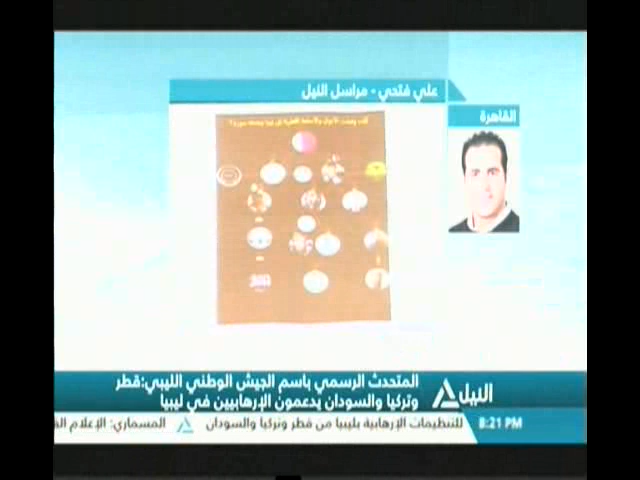 علي فتحي - مراسل النيل
القاهرة
المتحدث الرسمي باسم الجيش الوطني الليبي:قطر
وتركيا والسودان يدعمون الإرهابيين في ليبيا
النيل
للتنظيمات الإرهابية بليبيا من قطر وتركيا والسودان
المسماري: الإعلام
8:21 PM